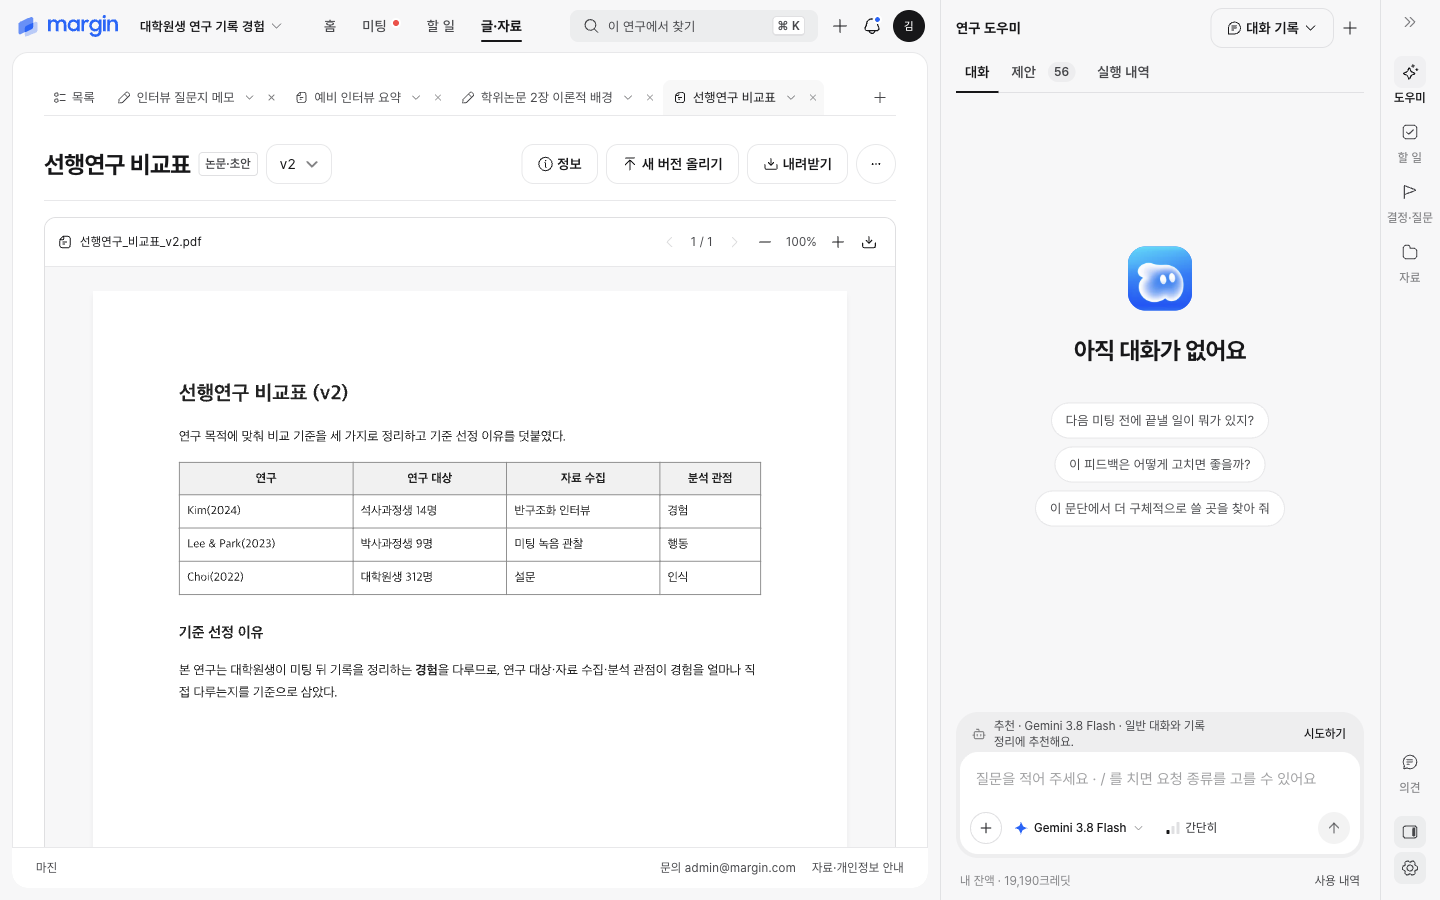 margin
대학원생 연구 기록 경험
홈
미팅
할 일
글·자료
이 연구에서 찾기
⌘ K
김
목록
인터뷰 질문지 메모
예비 인터뷰 요약
학위논문 2장 이론적 배경
선행연구 비교표
선행연구 비교표
논문·초안
v2
정보
새 버전 올리기
내려받기
선행연구_비교표_v2.pdf
1 / 1
100%
선행연구 비교표 (v2)
연구 목적에 맞춰 비교 기준을 세 가지로 정리하고 기준 선정 이유를 덧붙였다.
연구 연구 대상 자료 수집 분석 관점
Kim(2024) 석사과정생 14명 반구조화 인터뷰 경험
Lee & Park(2023) 박사과정생 9명 미팅 녹음 관찰 행동
Choi(2022) 대학원생 312명 설문 인식
기준 선정 이유
본 연구는 대학원생이 미팅 뒤 기록을 정리하는 경험을 다루므로, 연구 대상·자료 수집·분석 관점이 경험을 얼마나 직
접 다루는지를 기준으로 삼았다.
마진
문의 admin@margin.com
자료·개인정보 안내
연구 도우미
대화 기록
대화
제안 56
실행 내역
아직 대화가 없어요
다음 미팅 전에 끝낼 일이 뭐가 있지?
이 피드백은 어떻게 고치면 좋을까?
이 문단에서 더 구체적으로 쓸 곳을 찾아 줘
추천 · Gemini 3.8 Flash · 일반 대화와 기록
정리에 추천해요.
시도하기
질문을 적어 주세요 · / 를 치면 요청 종류를 고를 수 있어요
Gemini 3.8 Flash
간단히
내 잔액 · 19,190크레딧
사용 내역
도우미
할 일
결정·질문
자료
의견